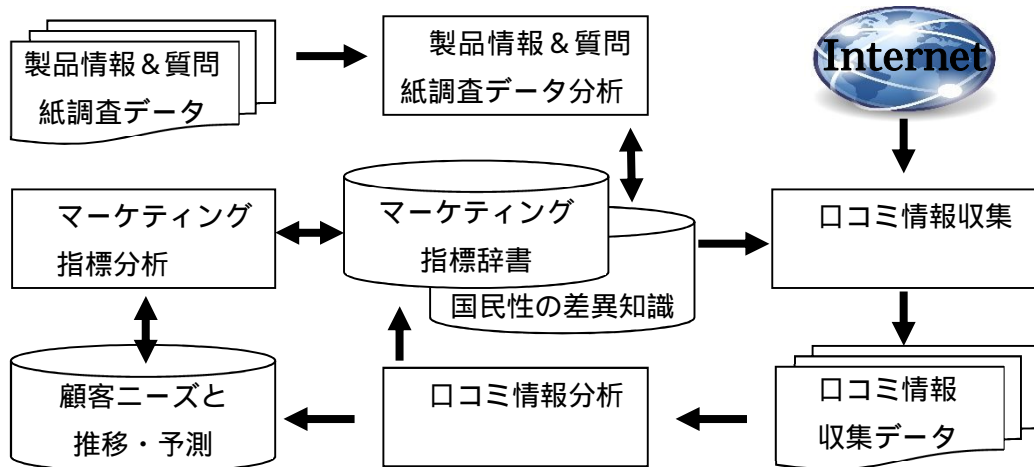 製品情報＆質問
紙調査データ
製品情報＆質問
紙調査データ分析
Internet
マーケティング
指標分析
マーケティング
指標辞書
国民性の差異知識
口コミ情報収集
顧客ニーズと
推移・予測
口コミ情報分析
口コミ情報
収集データ